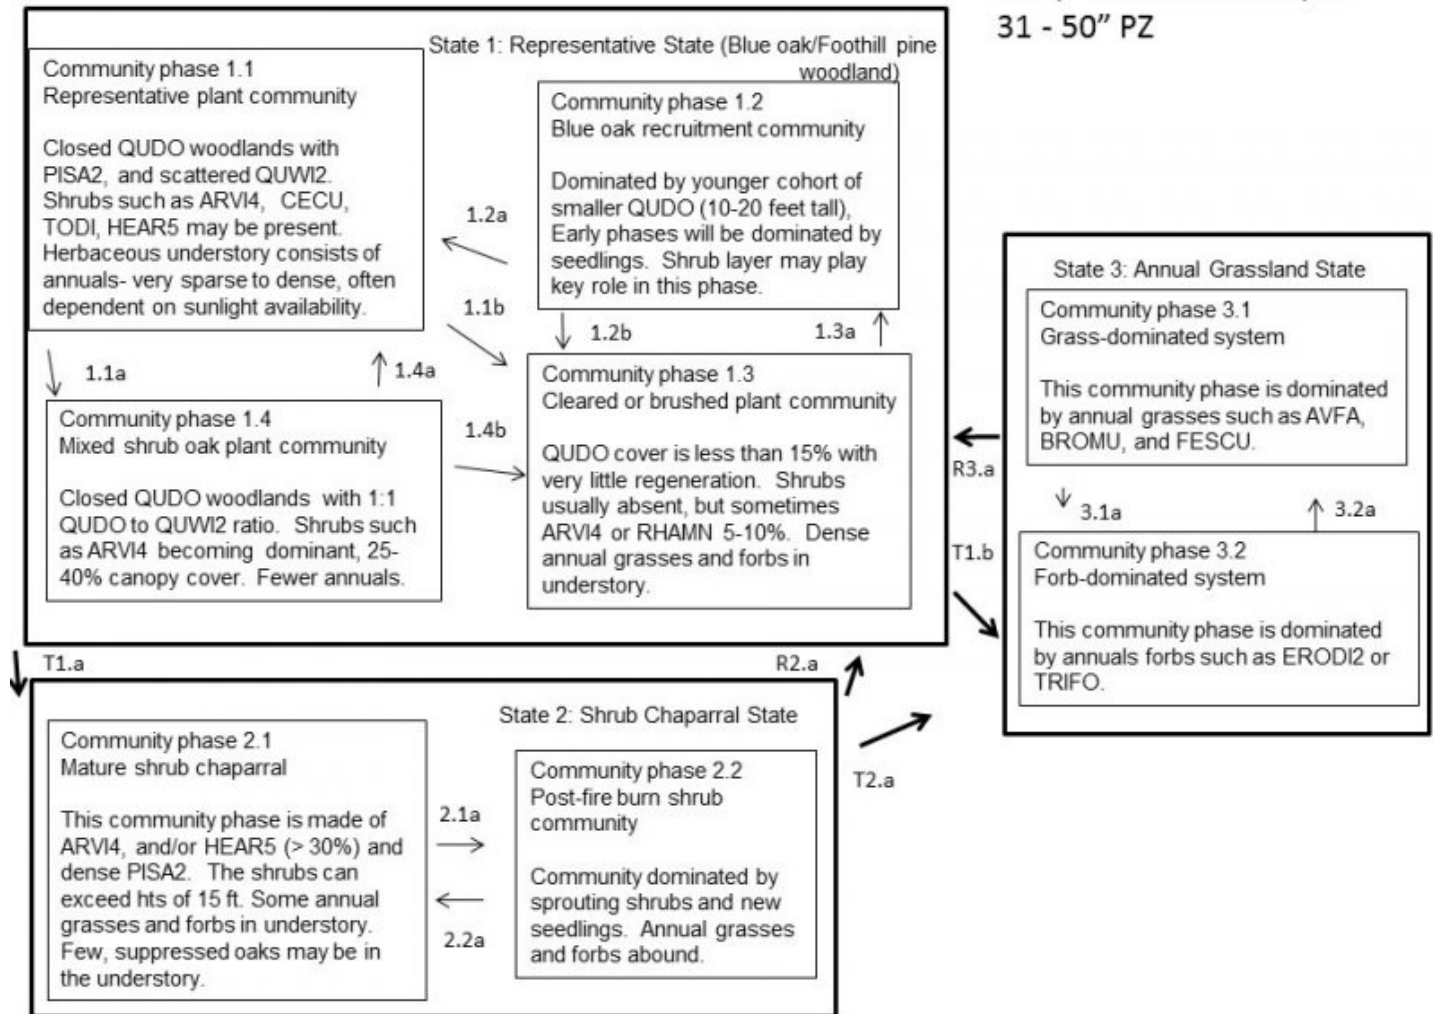 31 - 50” PZ
State 1: Representative State (Blue oak/Foothill pine
woodland)
Community phase 1.1
Representative plant community
Closed QUDO woodlands with
PISA2, and scattered QUWI2.
Shrubs such as ARVI4, CECU,
TODI, HEAR5 may be present.
Herbaceous understory consists of
annuals- very sparse to dense, often
dependent on sunlight availability.
1.2a
Community phase 1.2
Blue oak recruitment community
Dominated by younger cohort of
smaller QUDO (10-20 feet tall),
Early phases will be dominated by
seedlings. Shrub layer may play
key role in this phase.
1.1b
1.2b
1.3a
1.1a
1.4a
Community phase 1.4
Mixed shrub oak plant community
Closed QUDO woodlands with 1:1
QUDO to QUWI2 ratio. Shrubs such
as ARVI4 becoming dominant, 25-
40% canopy cover. Fewer annuals.
1.4b
Community phase 1.3
Cleared or brushed plant community
QUDO cover is less than 15% with
very little regeneration. Shrubs
usually absent, but sometimes
ARVI4 or RHAMN 5-10%. Dense
annual grasses and forbs in
understory.
R3.a
T1.b
State 3: Annual Grassland State
Community phase 3.1
Grass-dominated system
This community phase is dominated
by annual grasses such as AVFA,
BROMU, and FESCU.
3.1a
3.2a
Community phase 3.2
Forb-dominated system
This community phase is dominated
by annuals forbs such as ERODI2 or
TRIFO.
T1.a
R2.a
T2.a
State 2: Shrub Chaparral State
Community phase 2.1
Mature shrub chaparral
This community phase is made of
ARVI4, and/or HEAR5 (> 30%) and
dense PISA2. The shrubs can
exceed hts of 15 ft. Some annual
grasses and forbs in understory.
Few, suppressed oaks may be in
the understory.
2.1a
2.2a
Community phase 2.2
Post-fire burn shrub
community
Community dominated by
sprouting shrubs and new
seedlings. Annual grasses
and forbs abound.